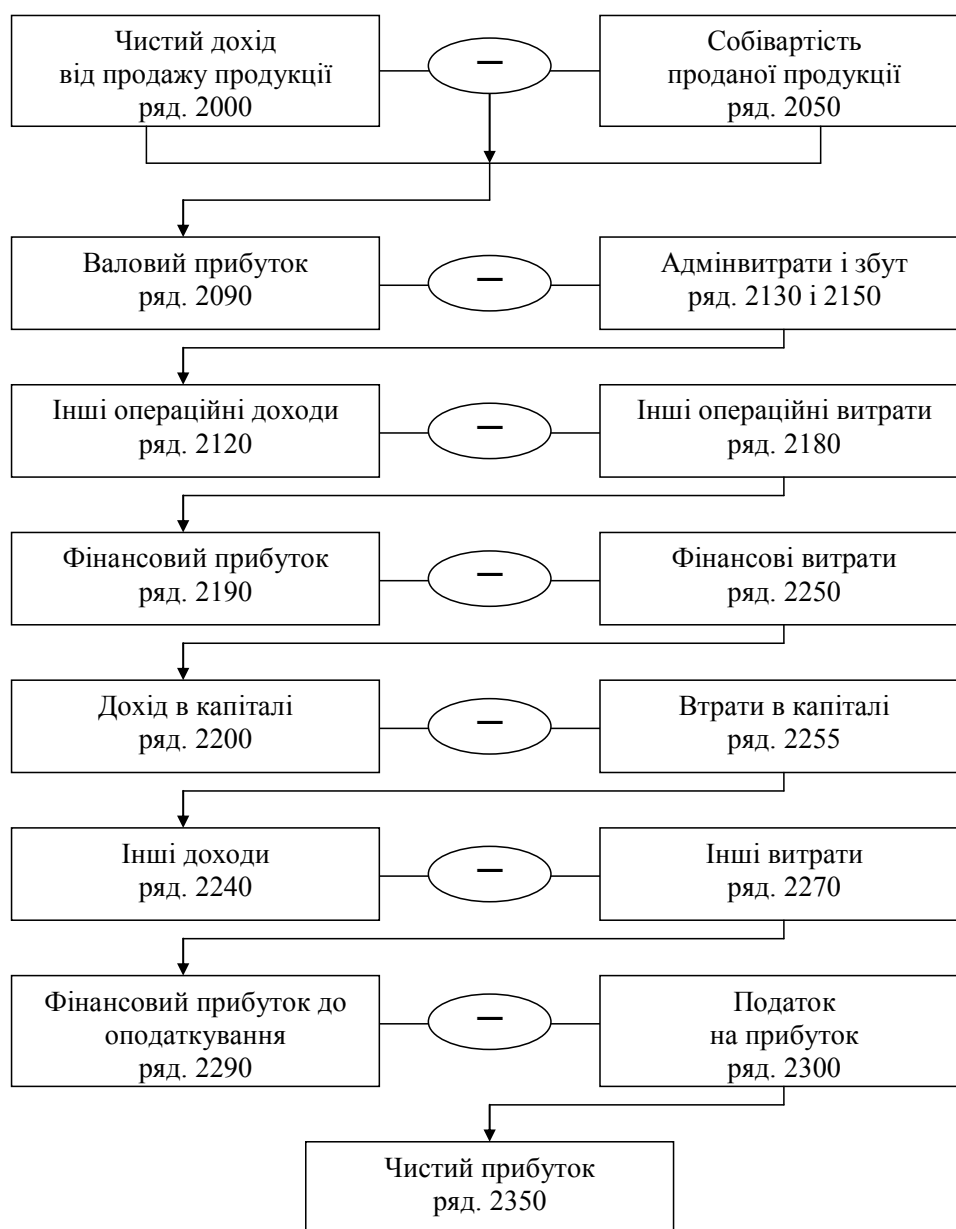 Чистий дохід
від продажу продукції
ряд. 2000
–
Собівартість
проданої продукції
ряд. 2050
Валовий прибуток
ряд. 2090
–
Адмінвитрати і збут
ряд. 2130 і 2150
Інші операційні доходи
ряд. 2120
–
Інші операційні витрати
ряд. 2180
Фінансовий прибуток
ряд. 2190
–
Фінансові витрати
ряд. 2250
Дохід в капіталі
ряд. 2200
–
Втрати в капіталі
ряд. 2255
Інші доходи
ряд. 2240
–
Інші витрати
ряд. 2270
Фінансовий прибуток до
оподаткування
ряд. 2290
–
Податок
на прибуток
ряд. 2300
Чистий прибуток
ряд. 2350